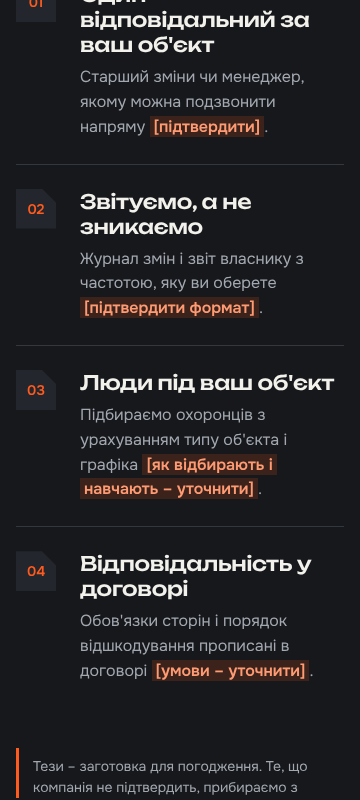 01
відповідальний за
ваш об'єкт
Старший зміни чи менеджер,
якому можна подзвонити
напряму [підтвердити].
02
Звітуємо, а не
зникаємо
Журнал змін і звіт власнику з
частотою, яку ви оберете
[підтвердити формат].
03
Люди під ваш об'єкт
Підбираємо охоронців з
урахуванням типу об'єкта і
графіка [як відбирають і
навчають – уточнити].
04
Відповідальність у
договорі
Обов'язки сторін і порядок
відшкодування прописані в
договорі [умови – уточнити].
Тези – заготовка для погодження. Те, що
компанія не підтвердить, прибираємо з